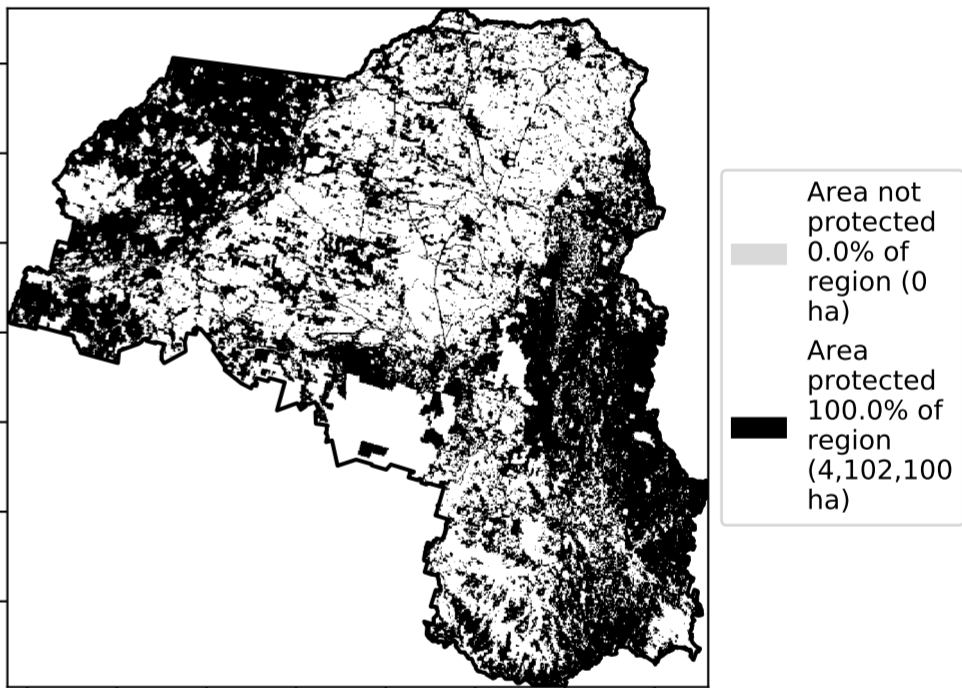 Area not
protected
0.0% of
region (0
ha)
Area
protected
100.0% of
region
(4,102,100
ha)